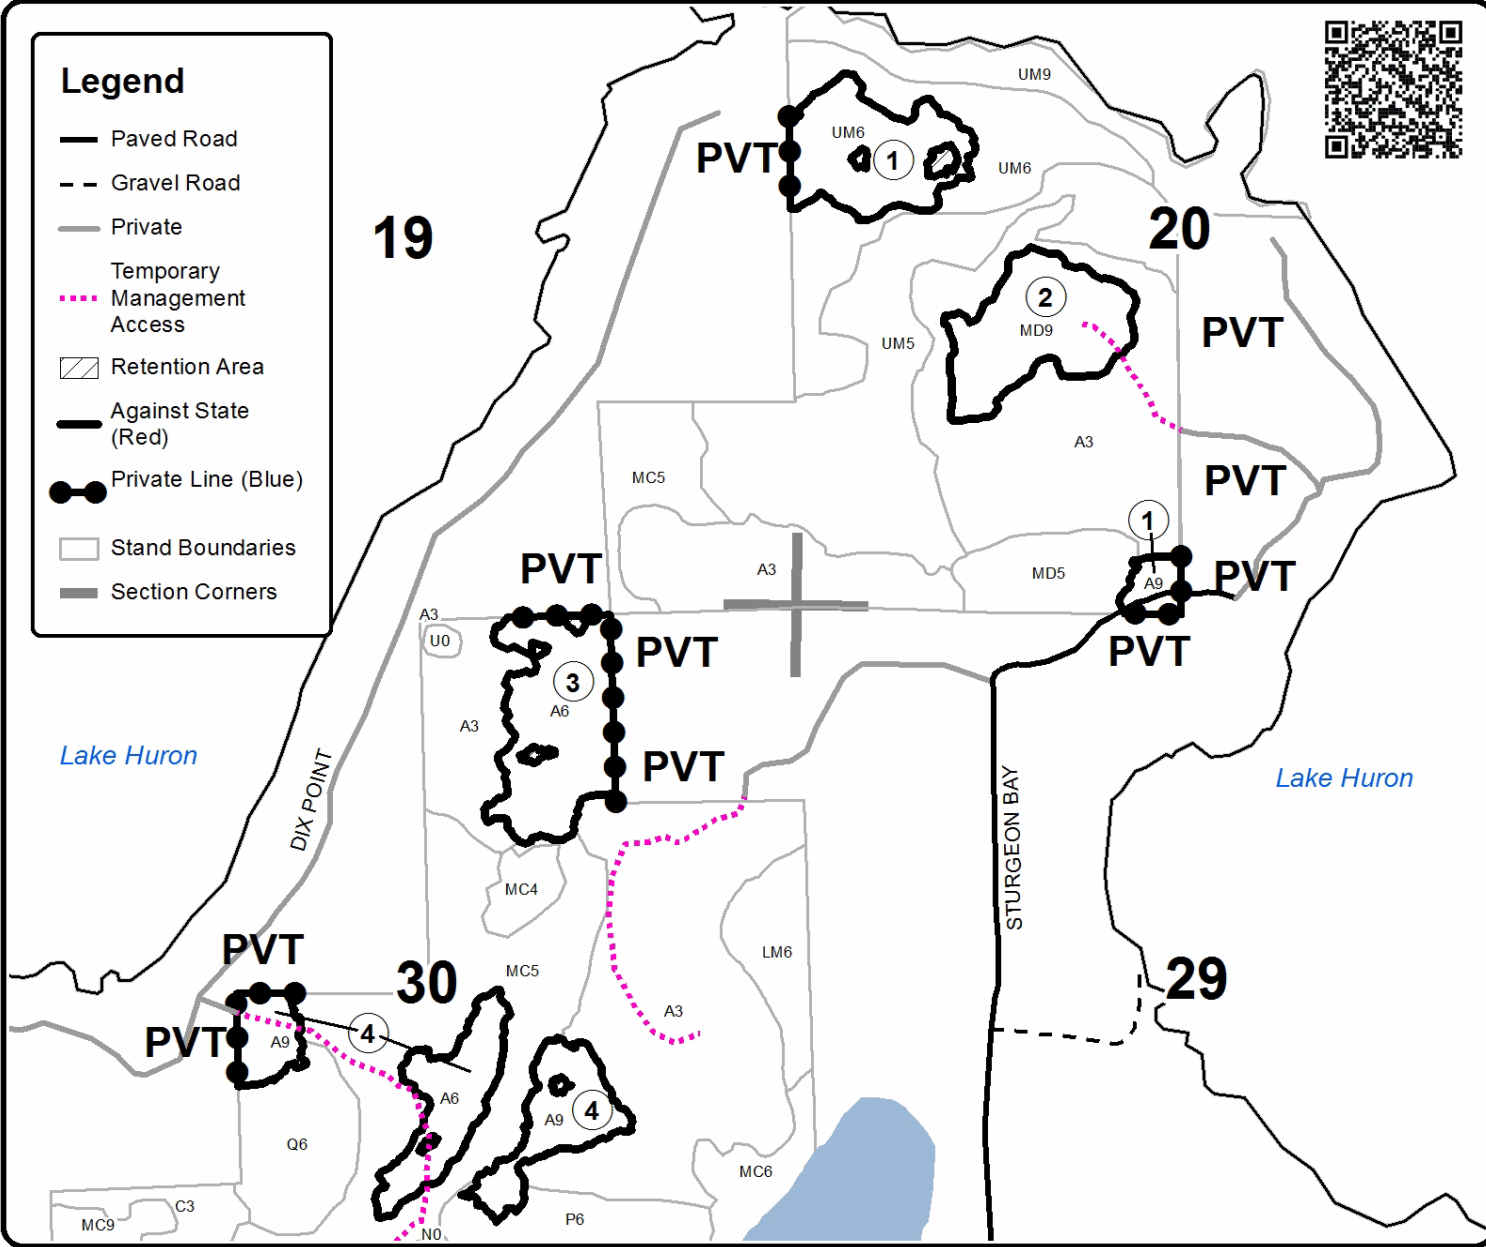 Legend
Paved Road
Gravel Road
Private
Temporary
Management
Access
Retention Area
Against State
(Red)
Private Line (Blue)
Stand Boundaries
Section Corners
UM9
UM6
1
PVT
UM6
19
20
2
MD9
PVT
UM5
A3
MC5
PVT
1
PVT
A3
MD5
A9
PVT
A3
U0
PVT
PVT
3
A6
A3
PVT
Lake Huron
Lake Huron
DIX POINT
STURGEON BAY
MC4
PVT
LM6
MC5
30
29
A3
PVT
A9
4
A6
A9
4
Q6
MC6
C3
MC9
P6
N0